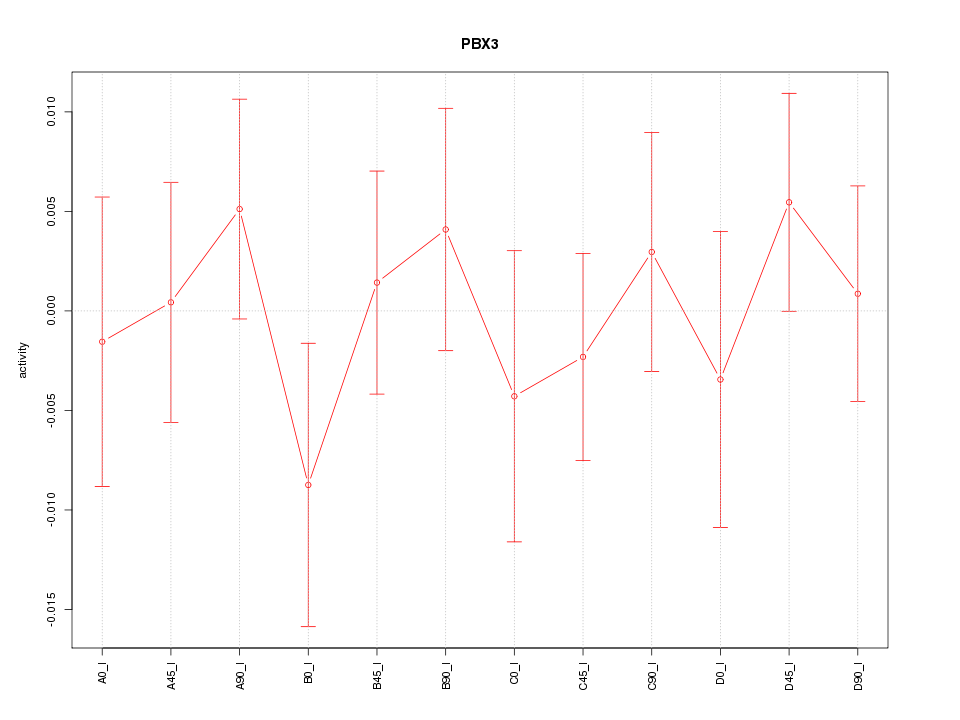 PBX3
activity
0.010
0.005
0.000
-0.005
-0.010
-0.015
A0_I
A45_I
A90_I
B0_I
B45_I
B90_I
C0_I
C45_I
C90_I
D0_I
D45_I
D90_I